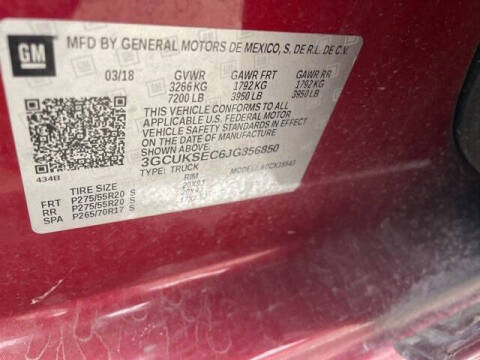 GM
MFD BY GENERAL MOTORS DE MEXICO, S. DE R.L. DE C.V.
03/18 GVWR GAWR FRT GAWR RR
3266 KG 1792 KG 1792 KG
7200 LB 3950 LB 3950 LB
THIS VEHICLE CONFORMS TO ALL
APPLICABLE U.S. FEDERAL MOTOR
VEHICLE SAFETY STANDARDS IN EFFECT
ON THE DATE OF MANUFACTURE
SHOWN ABOVE.
3GCUKSEC6JG356850
434B TYPE: TRUCK MODEL:
TIRE SIZE RIM
FRT P275/55R20 S
RR P275/55R20 S
SPA P265/70R17 S